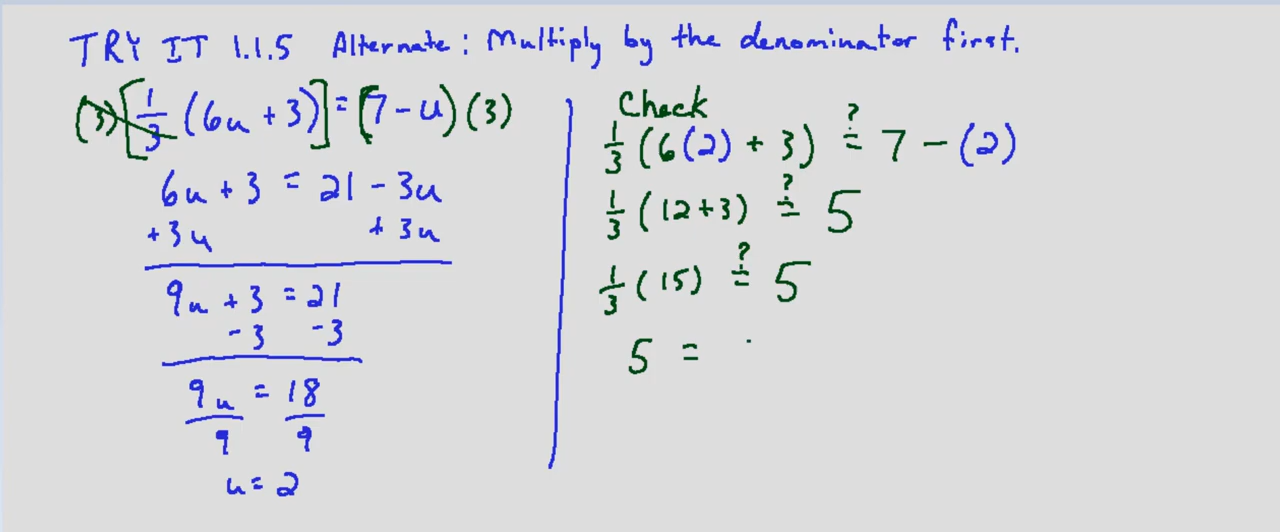 TRY IT 1.1.5 Alternate: Multiply by the denominator first.
(3)[1/3 (6u + 3)] = [7 - u)(3)
6u + 3 = 21 - 3u
+3u + 3u
9u + 3 = 21
-3 -3
9u = 18
9 9
u = 2
Check
1/3 (6(2) + 3) ≟ 7 - (2)
1/3 (12+3) ≟ 5
1/3 (15) ≟ 5
5 =